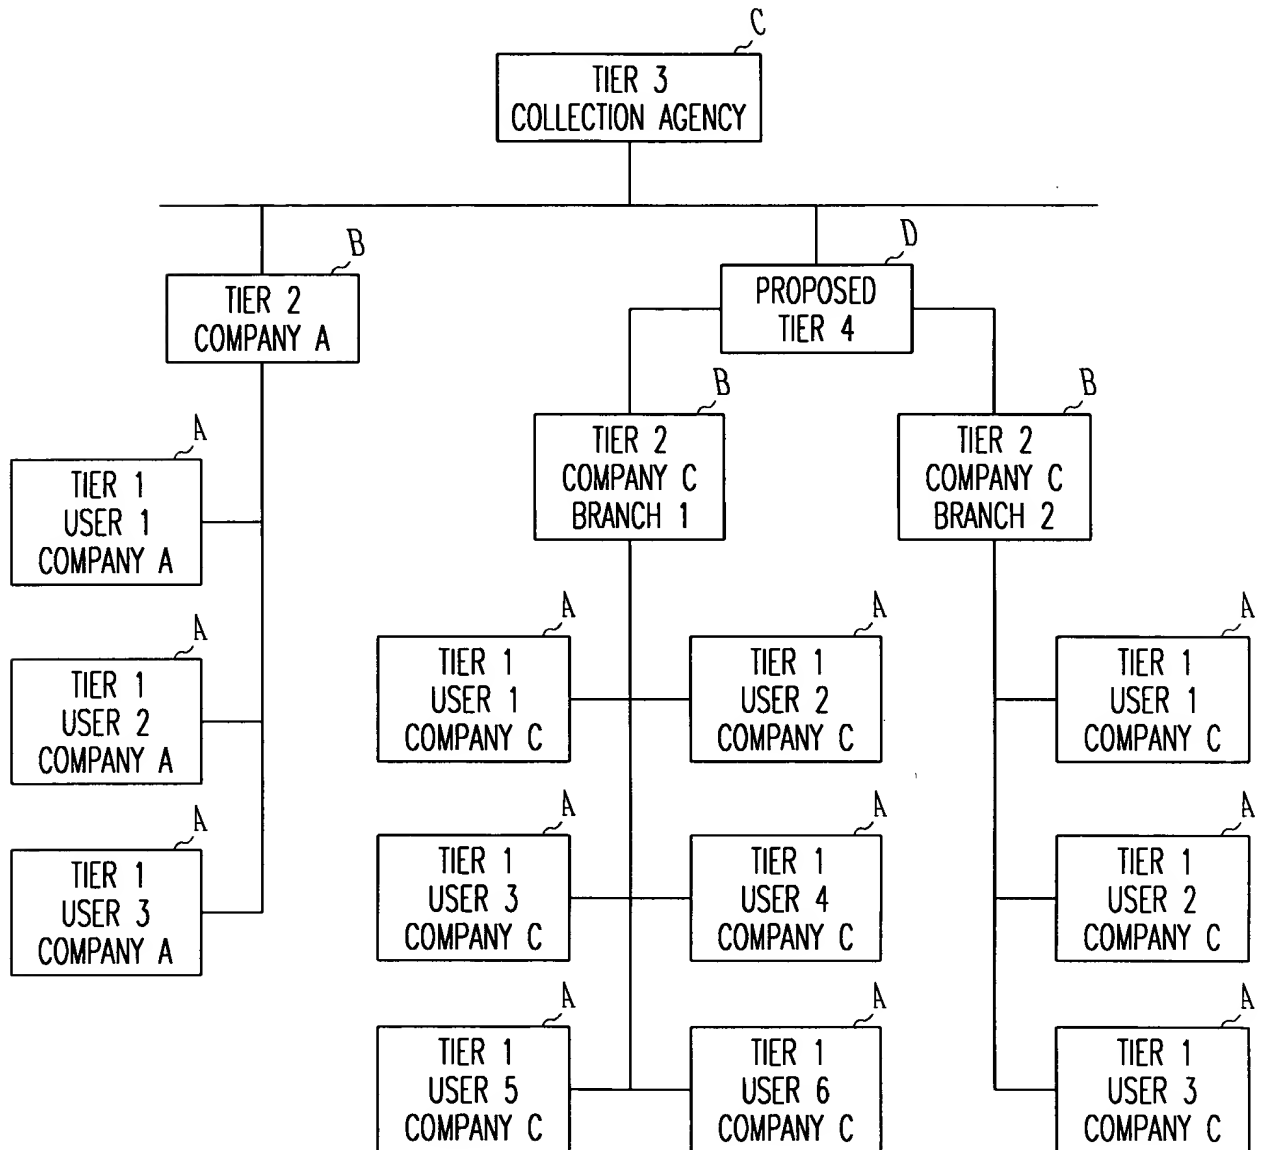 C
TIER 3
COLLECTION AGENCY
B
TIER 2
COMPANY A
D
PROPOSED
TIER 4
B
TIER 2
COMPANY C
BRANCH 1
B
TIER 2
COMPANY C
BRANCH 2
A
TIER 1
USER 1
COMPANY A
A
TIER 1
USER 2
COMPANY A
A
TIER 1
USER 3
COMPANY A
A
TIER 1
USER 1
COMPANY C
A
TIER 1
USER 2
COMPANY C
A
TIER 1
USER 3
COMPANY C
A
TIER 1
USER 4
COMPANY C
A
TIER 1
USER 5
COMPANY C
A
TIER 1
USER 6
COMPANY C
A
TIER 1
USER 1
COMPANY C
A
TIER 1
USER 2
COMPANY C
A
TIER 1
USER 3
COMPANY C